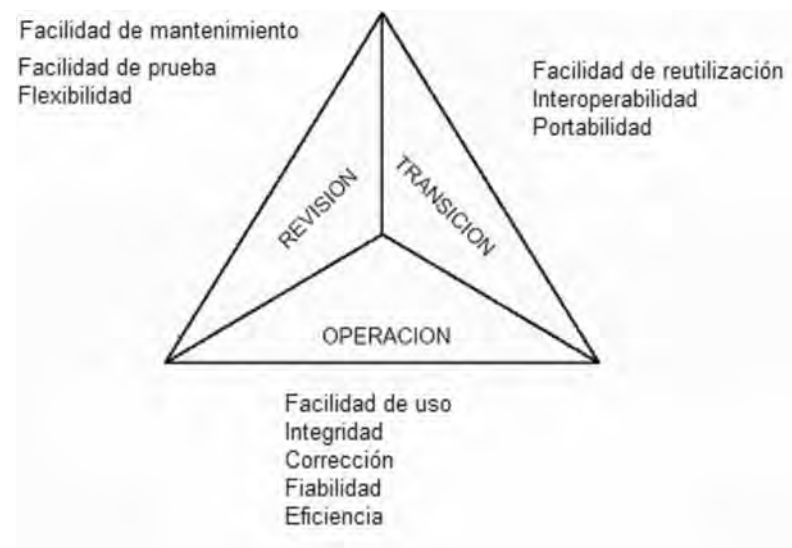 Facilidad de mantenimiento
Facilidad de prueba
Flexibilidad
Facilidad de reutilización
Interoperabilidad
Portabilidad
REVISION
TRANSICION
OPERACION
Facilidad de uso
Integridad
Corrección
Fiabilidad
Eficiencia